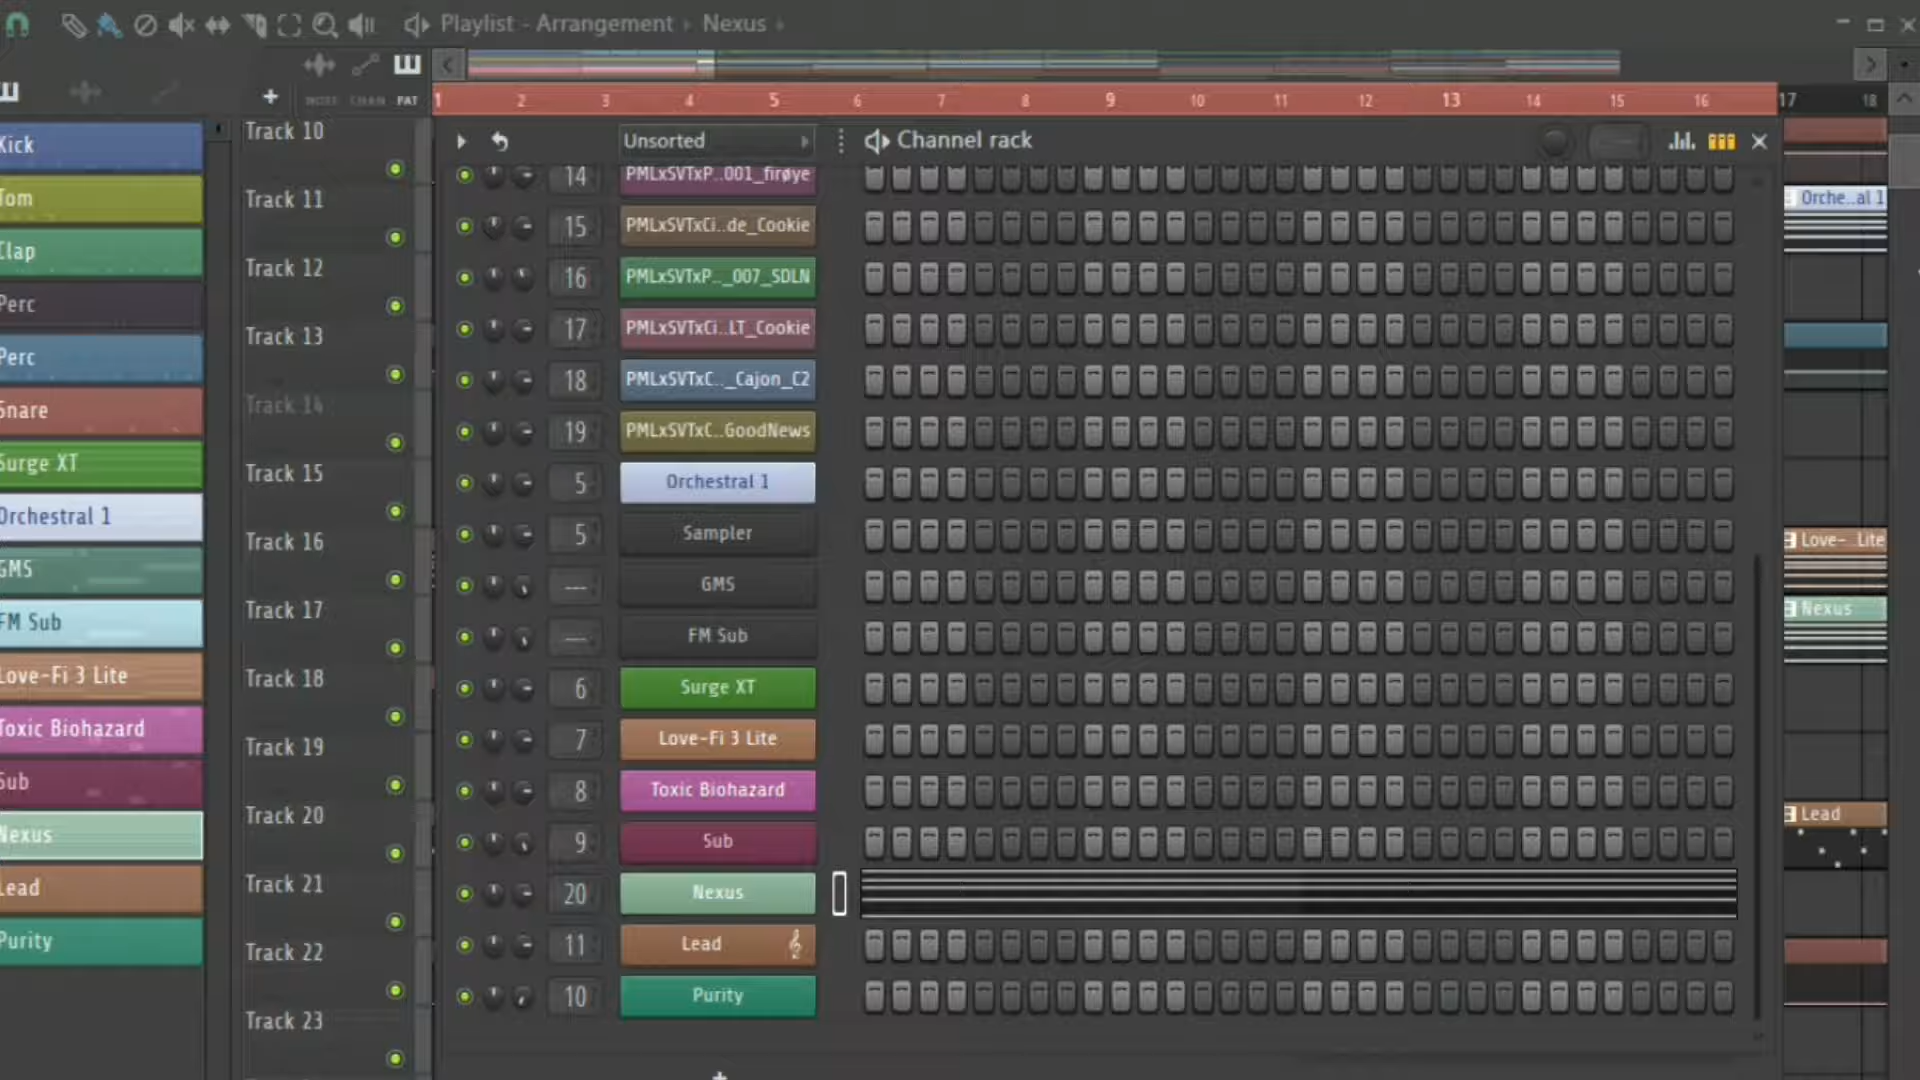 Playlist - Arrangement › Nexus ›
NOTE CHAN PAT
1 2 3 4 5 6 7 8 9 10 11 12 13 14 15 16 17 18
Kick
Tom
Clap
Perc
Perc
Snare
Surge XT
Orchestral 1
GMS
FM Sub
Love-Fi 3 Lite
Toxic Biohazard
Sub
Nexus
Lead
Purity
Track 10
Track 11
Track 12
Track 13
Track 14
Track 15
Track 16
Track 17
Track 18
Track 19
Track 20
Track 21
Track 22
Track 23
Unsorted
Channel rack
14 PMLxSVTxP..001_firøye
15 PMLxSVTxCi..de_Cookie
16 PMLxSVTxP.._007_SDLN
17 PMLxSVTxCi..LT_Cookie
18 PMLxSVTxC.._Cajon_C2
19 PMLxSVTxC..GoodNews
5 Orchestral 1
5 Sampler
--- GMS
--- FM Sub
6 Surge XT
7 Love-Fi 3 Lite
8 Toxic Biohazard
9 Sub
20 Nexus
11 Lead
10 Purity
Orche..al 1
Love-..Lite
Nexus
Lead